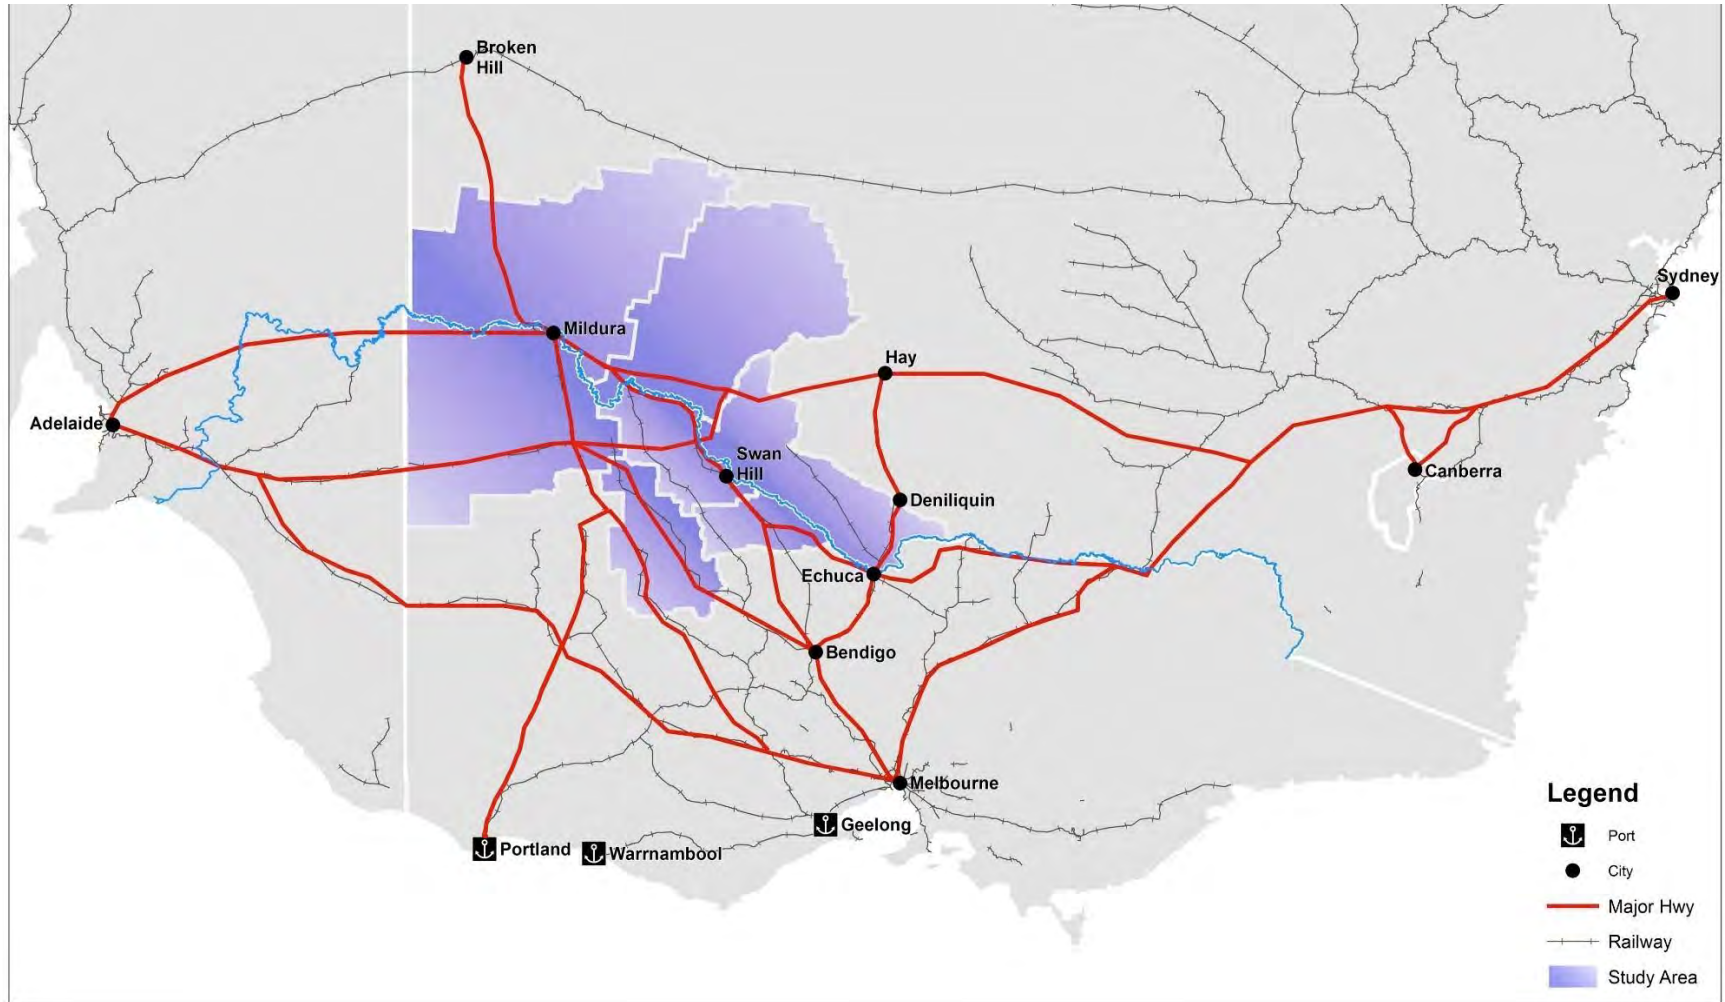 Broken
Hill
Sydney
Mildura
Hay
Adelaide
Swan
Hill
Canberra
Deniliquin
Echuca
Bendigo
Melbourne
Geelong
Portland
Warrnambool
Legend
Port
City
Major Hwy
Railway
Study Area